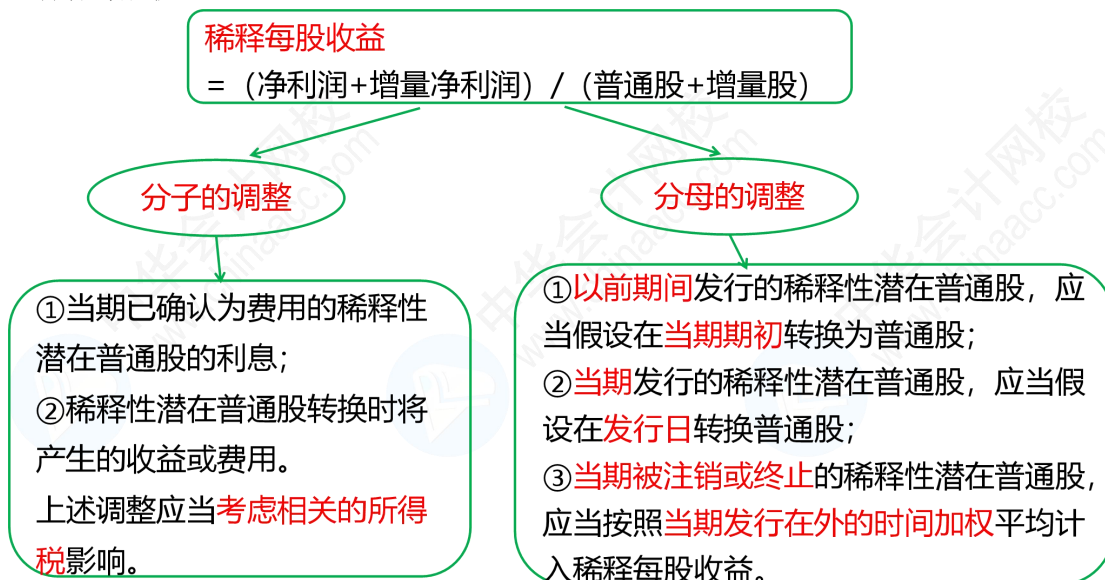 稀释每股收益
=（净利润+增量净利润）/（普通股+增量股）
分子的调整
分母的调整
①当期已确认为费用的稀释性
潜在普通股的利息；
②稀释性潜在普通股转换时将
产生的收益或费用。
上述调整应当考虑相关的所得
税影响。
①以前期间发行的稀释性潜在普通股，应
当假设在当期期初转换为普通股；
②当期发行的稀释性潜在普通股，应当假
设在发行日转换普通股；
③当期被注销或终止的稀释性潜在普通股，
应当按照当期发行在外的时间加权平均计
入稀释每股收益。